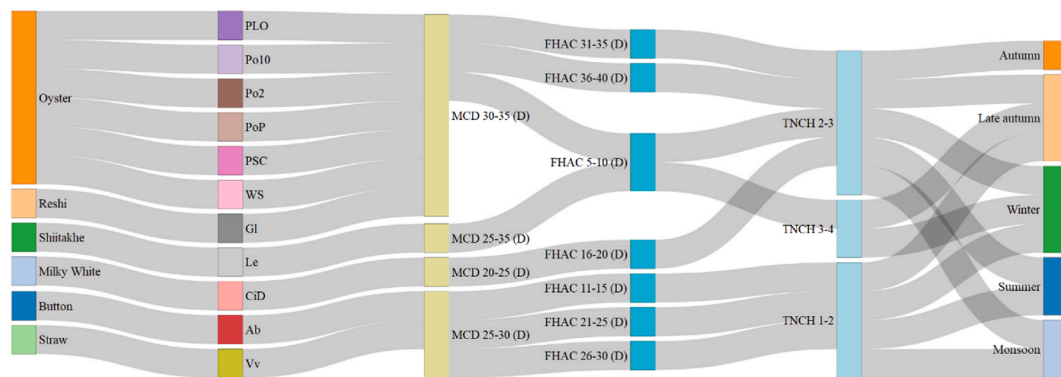 Oyster
Reshi
Shiitakhe
Milky White
Button
Straw
PLO
Po10
Po2
PoP
PSC
WS
Gl
Le
CiD
Ab
Vv
MCD 30-35 (D)
MCD 25-35 (D)
MCD 20-25 (D)
MCD 25-30 (D)
FHAC 31-35 (D)
FHAC 36-40 (D)
FHAC 5-10 (D)
FHAC 16-20 (D)
FHAC 11-15 (D)
FHAC 21-25 (D)
FHAC 26-30 (D)
TNCH 2-3
TNCH 3-4
TNCH 1-2
Autumn
Late autumn
Winter
Summer
Monsoon